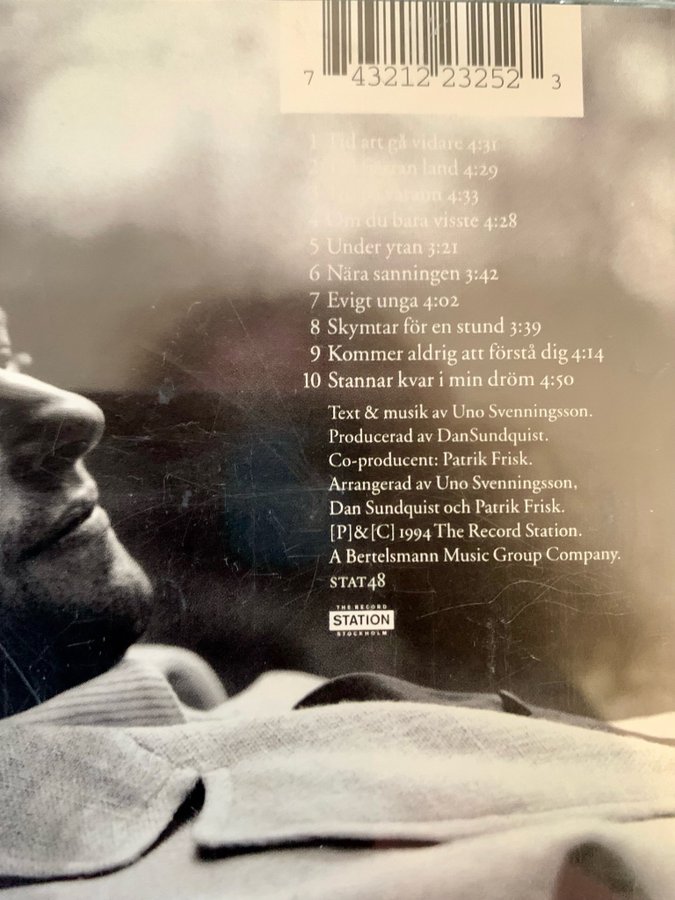 7 43212 23252 3
1 Tid att gå vidare 4:31
2 land 4:29
3 varann 4:33
4 Om du bara visste 4:28
5 Under ytan 3:21
6 Nära sanningen 3:42
7 Evigt unga 4:02
8 Skymtar för en stund 3:39
9 Kommer aldrig att förstå dig 4:14
10 Stannar kvar i min dröm 4:50
Text & musik av Uno Svenningsson.
Producerad av DanSundquist.
Co-producent: Patrik Frisk.
Arrangerad av Uno Svenningsson,
Dan Sundquist och Patrik Frisk.
[P]&[C] 1994 The Record Station.
A Bertelsmann Music Group Company.
STAT48
THE RECORD
STATION
STOCKHOLM